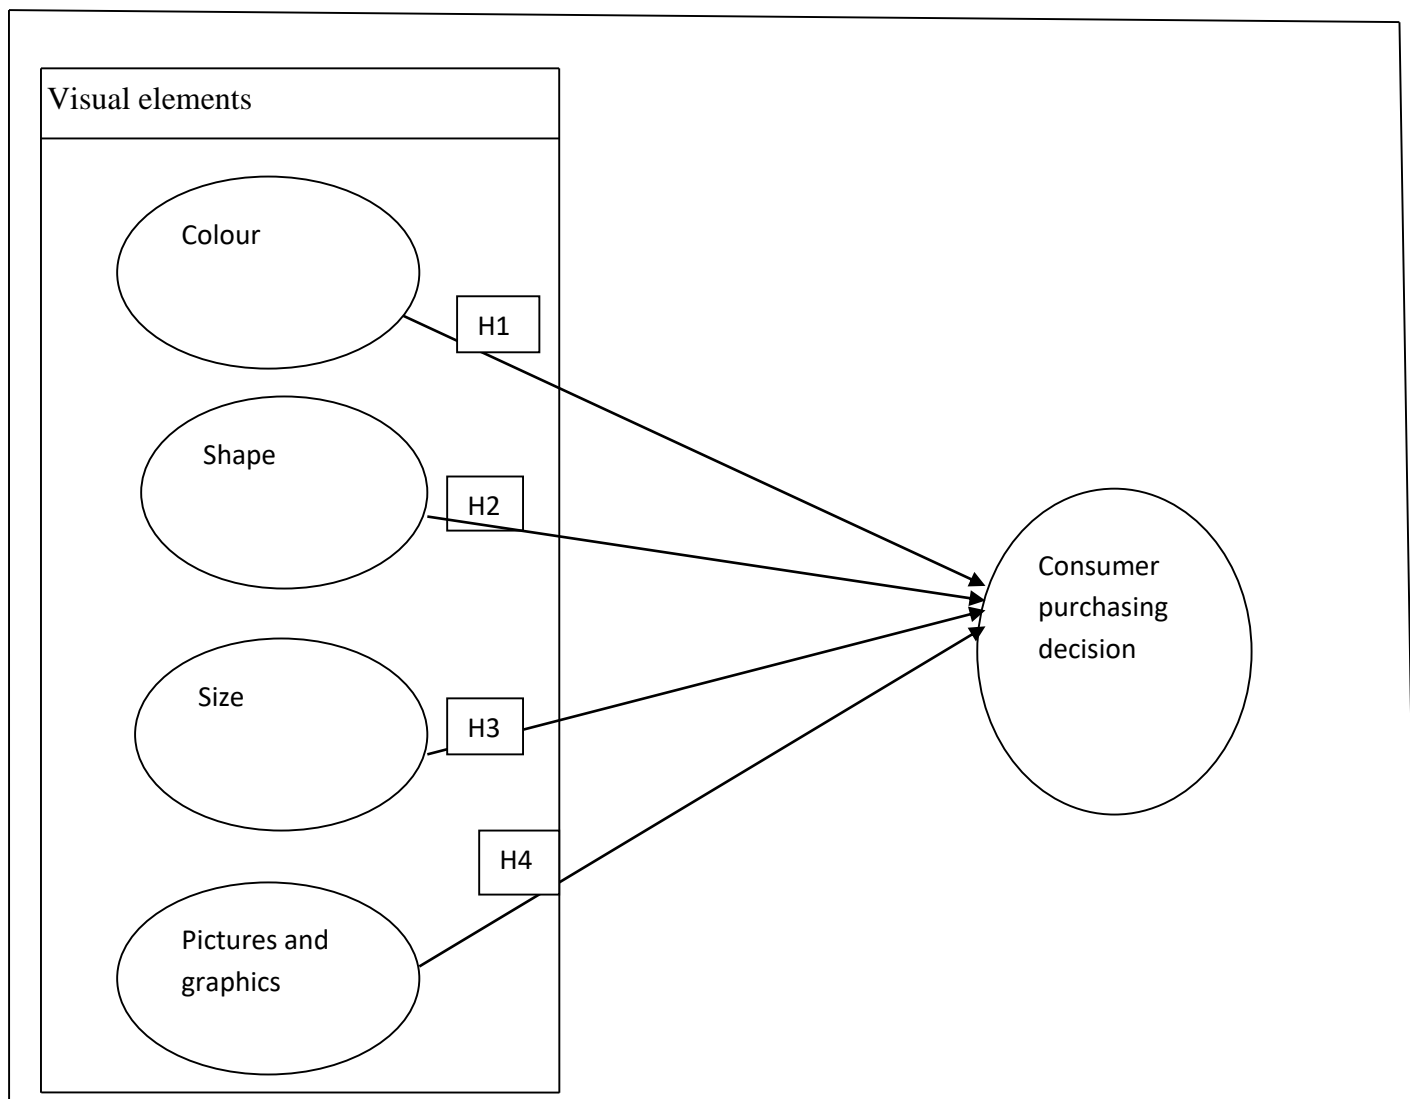 Visual elements
Colour
H1
Shape
H2
Consumer
purchasing
decision
Size
H3
H4
Pictures and
graphics